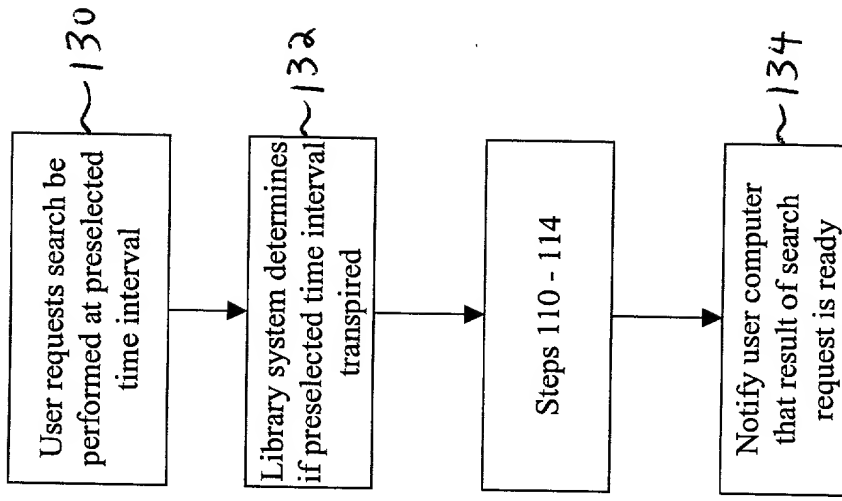 User requests search be
performed at preselected
time interval
130
Library system determines
if preselected time interval
transpired
132
Steps 110 - 114
Notify user computer
that result of search
request is ready
134